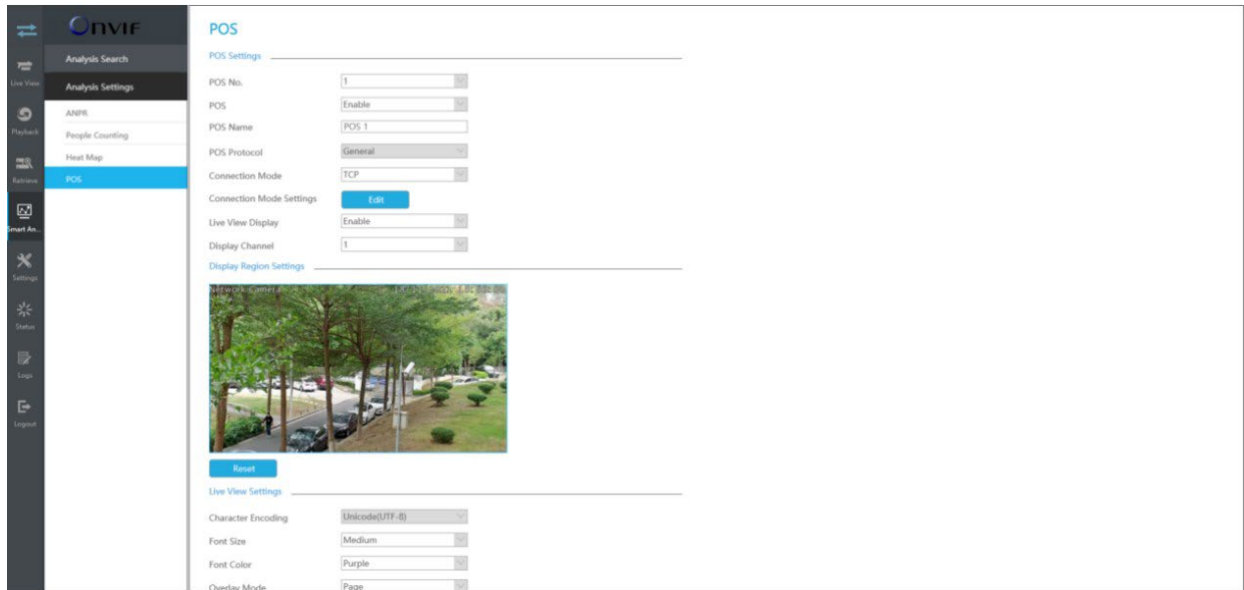 ONVIF
Live View
Playback
Retrieve
Smart An...
Settings
Status
Logs
Logout
Analysis Search
Analysis Settings
ANPR
People Counting
Heat Map
POS
POS
POS Settings
POS No. 1
POS Enable
POS Name POS 1
POS Protocol General
Connection Mode TCP
Connection Mode Settings Edit
Live View Display Enable
Display Channel 1
Display Region Settings
Network Camera
Reset
Live View Settings
Character Encoding Unicode(UTF-8)
Font Size Medium
Font Color Purple
Overlay Mode Page